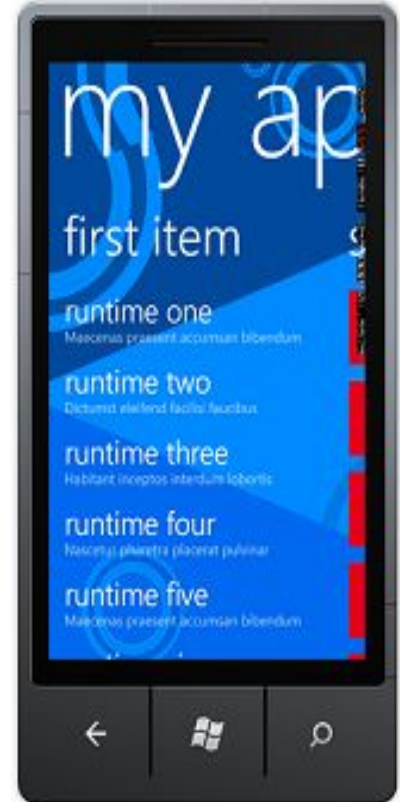 my ap
first item s
runtime one
Maecenas praesent accumsan bibendum
runtime two
Dictumst eleifend facilisi faucibus
runtime three
Habitant inceptos interdum lobortis
runtime four
Nascetur pharetra placerat pulvinar
runtime five
Maecenas praesent accumsan bibendum